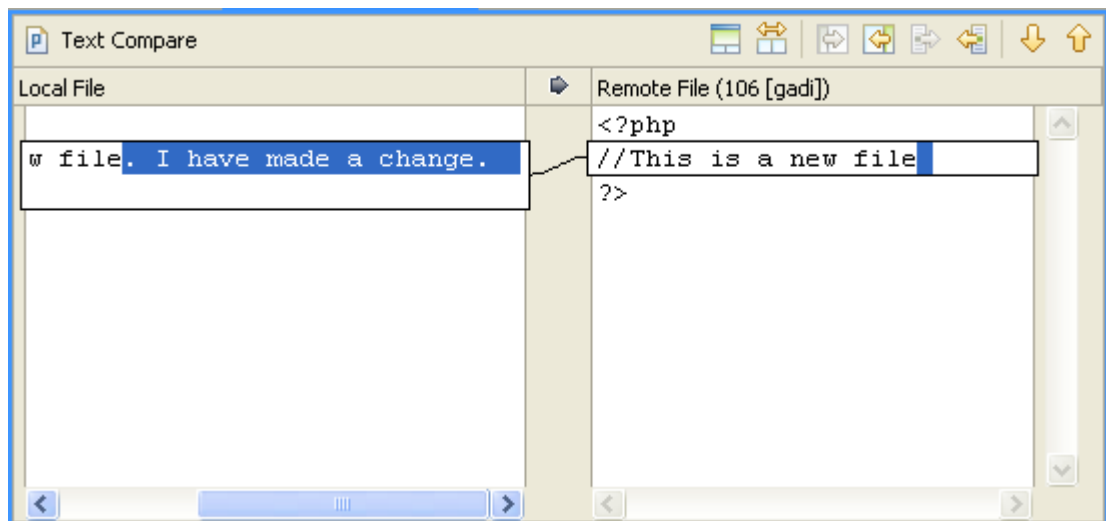 Text Compare
Local File
Remote File (106 [gadi])
w file. I have made a change.
<?php
//This is a new file
?>